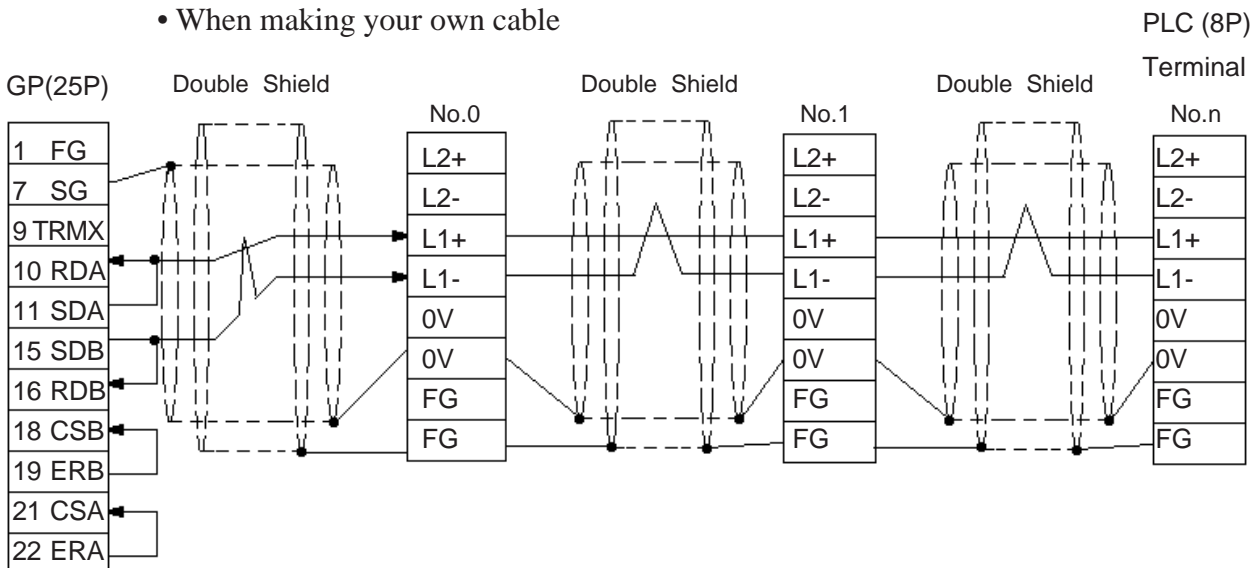 • When making your own cable
PLC (8P)
Terminal
GP(25P)
Double Shield
Double Shield
Double Shield
No.0
No.1
No.n
1 FG
7 SG
9 TRMX
10 RDA
11 SDA
15 SDB
16 RDB
18 CSB
19 ERB
21 CSA
22 ERA
L2+
L2-
L1+
L1-
0V
0V
FG
FG
L2+
L2-
L1+
L1-
0V
0V
FG
FG
L2+
L2-
L1+
L1-
0V
0V
FG
FG